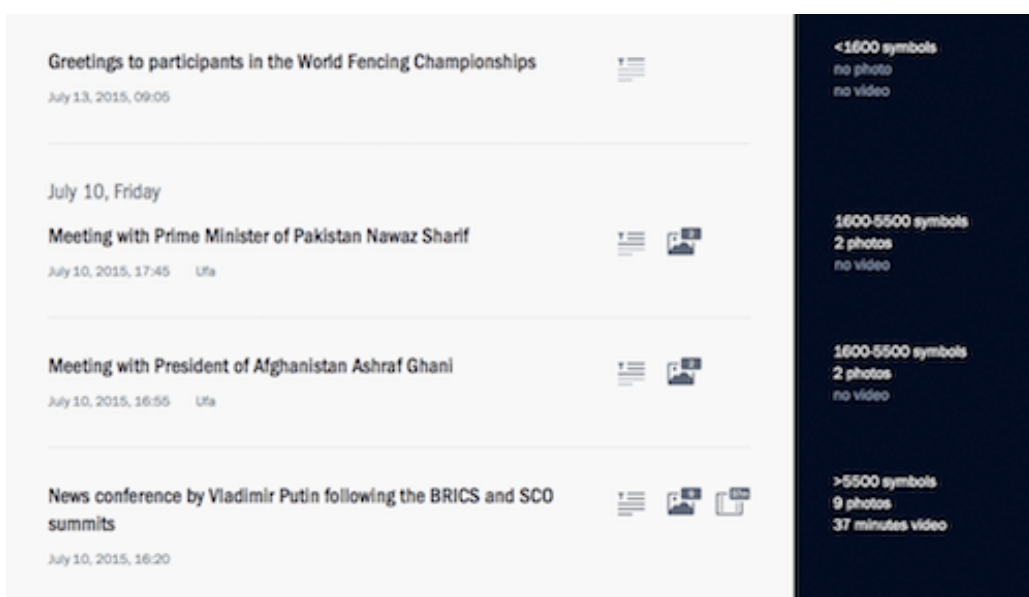 Greetings to participants in the World Fencing Championships
July 13, 2015, 09:05
<1600 symbols
no photo
no video
July 10, Friday
Meeting with Prime Minister of Pakistan Nawaz Sharif
July 10, 2015, 17:45 Ufa
2
1600-5500 symbols
2 photos
no video
Meeting with President of Afghanistan Ashraf Ghani
July 10, 2015, 16:55 Ufa
2
1600-5500 symbols
2 photos
no video
News conference by Vladimir Putin following the BRICS and SCO
summits
July 10, 2015, 16:20
9
>5500 symbols
9 photos
37 minutes video